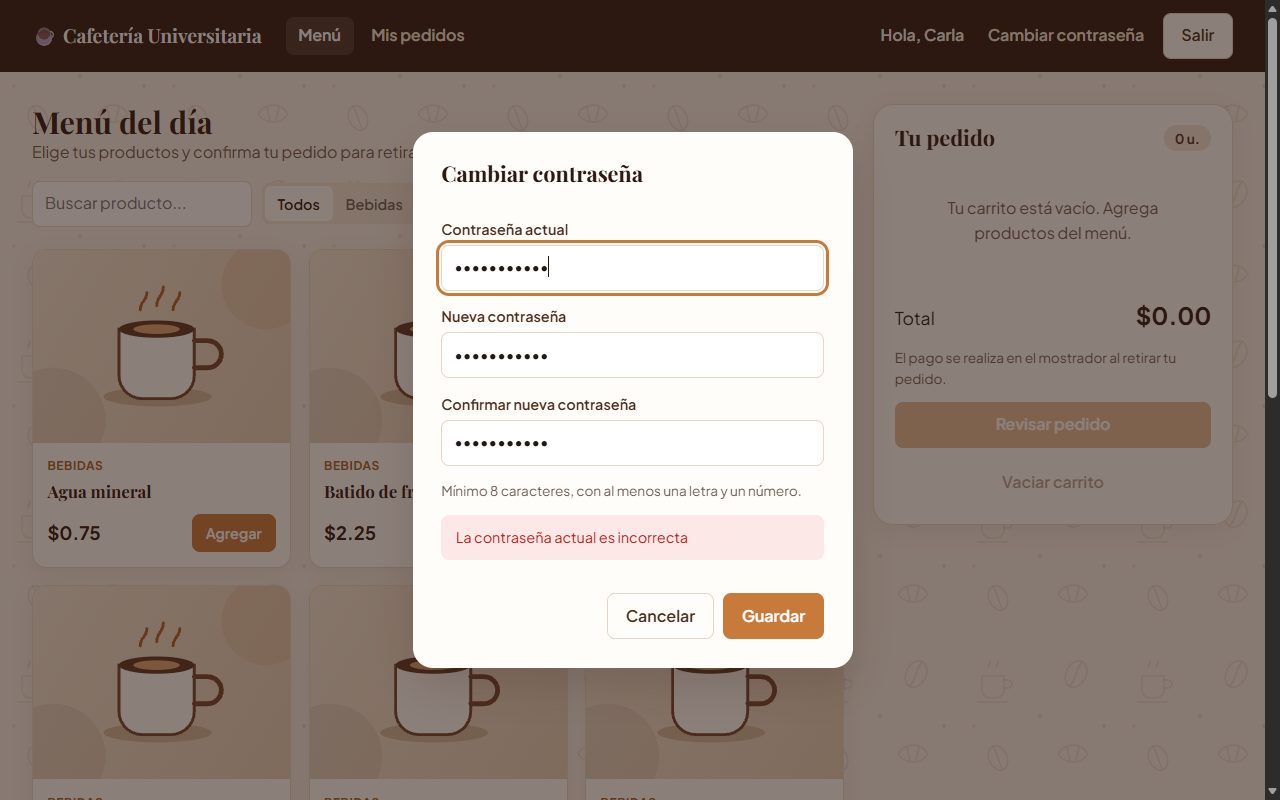 Cafetería Universitaria
Menú
Mis pedidos
Hola, Carla
Cambiar contraseña
Salir
Menú del día
Elige tus productos y confirma tu pedido para retira
Buscar producto...
Todos
Bebidas
BEBIDAS
Agua mineral
$0.75
Agregar
BEBIDAS
Batido de fr
$2.25
Cambiar contraseña
Contraseña actual
•••••••••••
Nueva contraseña
•••••••••••
Confirmar nueva contraseña
•••••••••••
Mínimo 8 caracteres, con al menos una letra y un número.
La contraseña actual es incorrecta
Cancelar
Guardar
Tu pedido
0 u.
Tu carrito está vacío. Agrega
productos del menú.
Total
$0.00
El pago se realiza en el mostrador al retirar tu
pedido.
Revisar pedido
Vaciar carrito